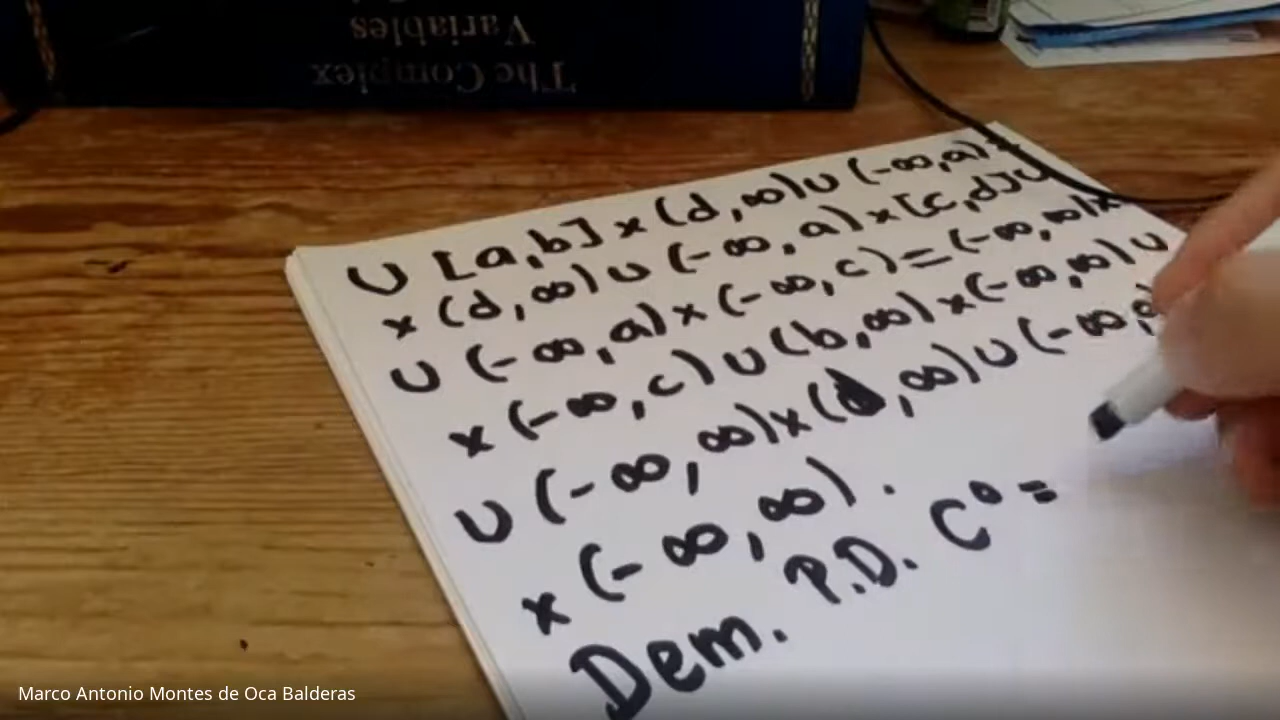 The Complex
Variables
∪ [a,b] × (d,∞) ∪ (-∞,a)
× (d,∞) ∪ (-∞,a) × [c,d] ∪
∪ (-∞,a) × (-∞,c) = (-∞,∞) ×
× (-∞,c) ∪ (b,∞) × (-∞,∞) ∪
∪ (-∞,∞) × (d,∞) ∪ (-∞,a)
× (-∞,∞).
Dem. P.D. C° =
Marco Antonio Montes de Oca Balderas